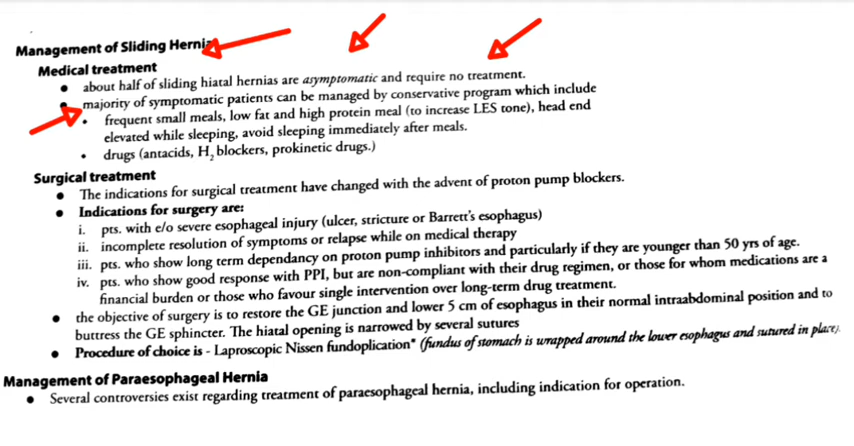 Management of Sliding Hernia
Medical treatment
• about half of sliding hiatal hernias are asymptomatic and require no treatment.
• majority of symptomatic patients can be managed by conservative program which include
• frequent small meals, low fat and high protein meal (to increase LES tone), head end
elevated while sleeping, avoid sleeping immediately after meals.
• drugs (antacids, H₂ blockers, prokinetic drugs.)
Surgical treatment
• The indications for surgical treatment have changed with the advent of proton pump blockers.
• Indications for surgery are:
i. pts. with e/o severe esophageal injury (ulcer, stricture or Barrett's esophagus)
ii. incomplete resolution of symptoms or relapse while on medical therapy
iii. pts. who show long term dependancy on proton pump inhibitors and particularly if they are younger than 50 yrs of age.
iv. pts. who show good response with PPI, but are non-compliant with their drug regimen, or those for whom medications are a
financial burden or those who favour single intervention over long-term drug treatment.
• the objective of surgery is to restore the GE junction and lower 5 cm of esophagus in their normal intraabdominal position and to
buttress the GE sphincter. The hiatal opening is narrowed by several sutures
• Procedure of choice is - Laproscopic Nissen fundoplication* (fundus of stomach is wrapped around the lower esophagus and sutured in place).
Management of Paraesophageal Hernia
• Several controversies exist regarding treatment of paraesophageal hernia, including indication for operation.